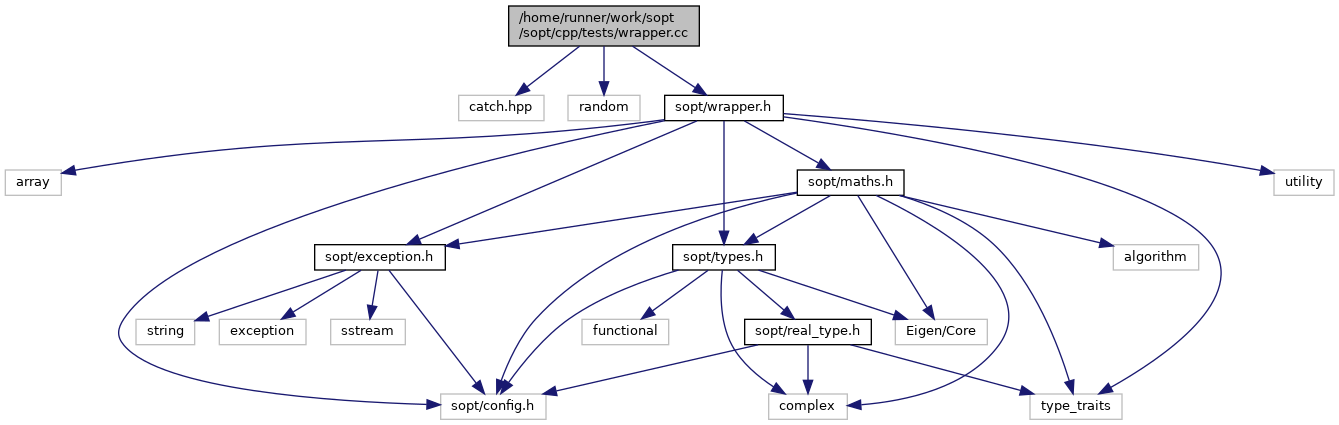 /home/runner/work/sopt
/sopt/cpp/tests/wrapper.cc
catch.hpp
random
sopt/wrapper.h
array
sopt/maths.h
utility
sopt/exception.h
sopt/types.h
algorithm
string
exception
sstream
functional
sopt/real_type.h
Eigen/Core
sopt/config.h
complex
type_traits